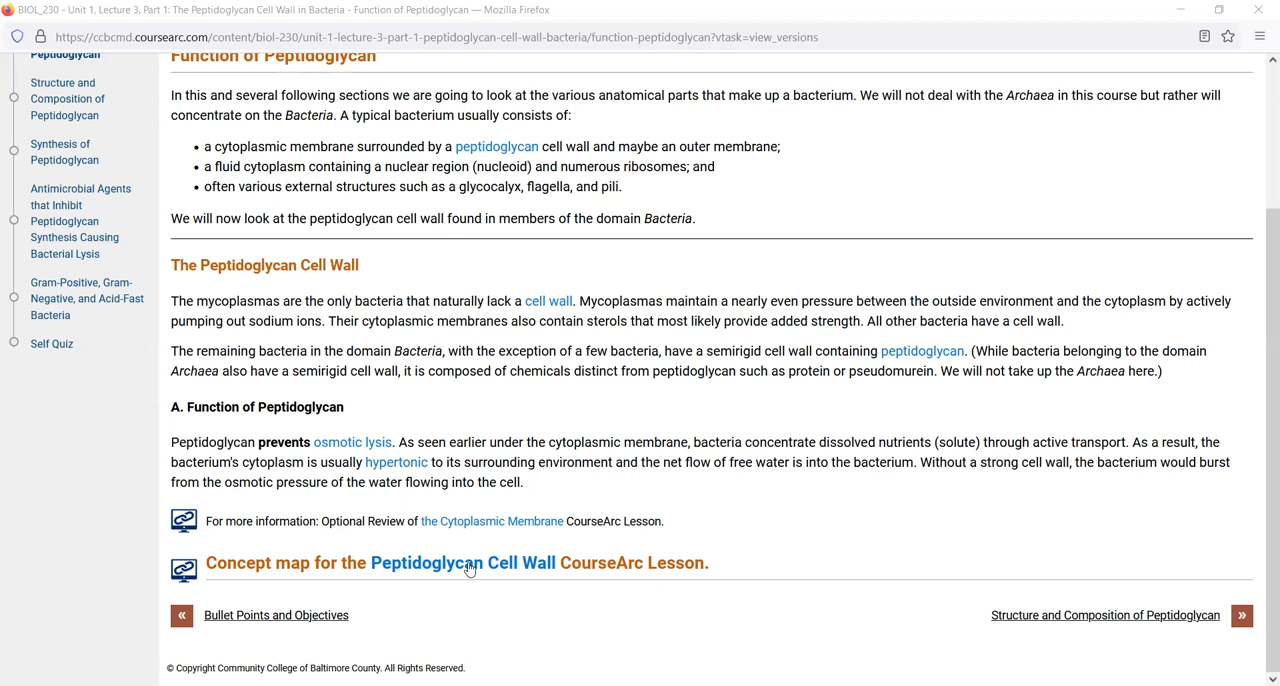 BIOL_230 - Unit 1, Lecture 3, Part 1: The Peptidoglycan Cell Wall in Bacteria - Function of Peptidoglycan — Mozilla Firefox
https://ccbcmd.coursearc.com/content/biol-230/unit-1-lecture-3-part-1-peptidoglycan-cell-wall-bacteria/function-peptidoglycan?vtask=view_versions
Peptidoglycan
Structure and
Composition of
Peptidoglycan
Synthesis of
Peptidoglycan
Antimicrobial Agents
that Inhibit
Peptidoglycan
Synthesis Causing
Bacterial Lysis
Gram-Positive, Gram-
Negative, and Acid-Fast
Bacteria
Self Quiz
Function of Peptidoglycan
In this and several following sections we are going to look at the various anatomical parts that make up a bacterium. We will not deal with the Archaea in this course but rather will
concentrate on the Bacteria. A typical bacterium usually consists of:
• a cytoplasmic membrane surrounded by a peptidoglycan cell wall and maybe an outer membrane;
• a fluid cytoplasm containing a nuclear region (nucleoid) and numerous ribosomes; and
• often various external structures such as a glycocalyx, flagella, and pili.
We will now look at the peptidoglycan cell wall found in members of the domain Bacteria.
The Peptidoglycan Cell Wall
The mycoplasmas are the only bacteria that naturally lack a cell wall. Mycoplasmas maintain a nearly even pressure between the outside environment and the cytoplasm by actively
pumping out sodium ions. Their cytoplasmic membranes also contain sterols that most likely provide added strength. All other bacteria have a cell wall.
The remaining bacteria in the domain Bacteria, with the exception of a few bacteria, have a semirigid cell wall containing peptidoglycan. (While bacteria belonging to the domain
Archaea also have a semirigid cell wall, it is composed of chemicals distinct from peptidoglycan such as protein or pseudomurein. We will not take up the Archaea here.)
A. Function of Peptidoglycan
Peptidoglycan prevents osmotic lysis. As seen earlier under the cytoplasmic membrane, bacteria concentrate dissolved nutrients (solute) through active transport. As a result, the
bacterium's cytoplasm is usually hypertonic to its surrounding environment and the net flow of free water is into the bacterium. Without a strong cell wall, the bacterium would burst
from the osmotic pressure of the water flowing into the cell.
For more information: Optional Review of the Cytoplasmic Membrane CourseArc Lesson.
Concept map for the Peptidoglycan Cell Wall CourseArc Lesson.
« Bullet Points and Objectives
Structure and Composition of Peptidoglycan »
© Copyright Community College of Baltimore County. All Rights Reserved.